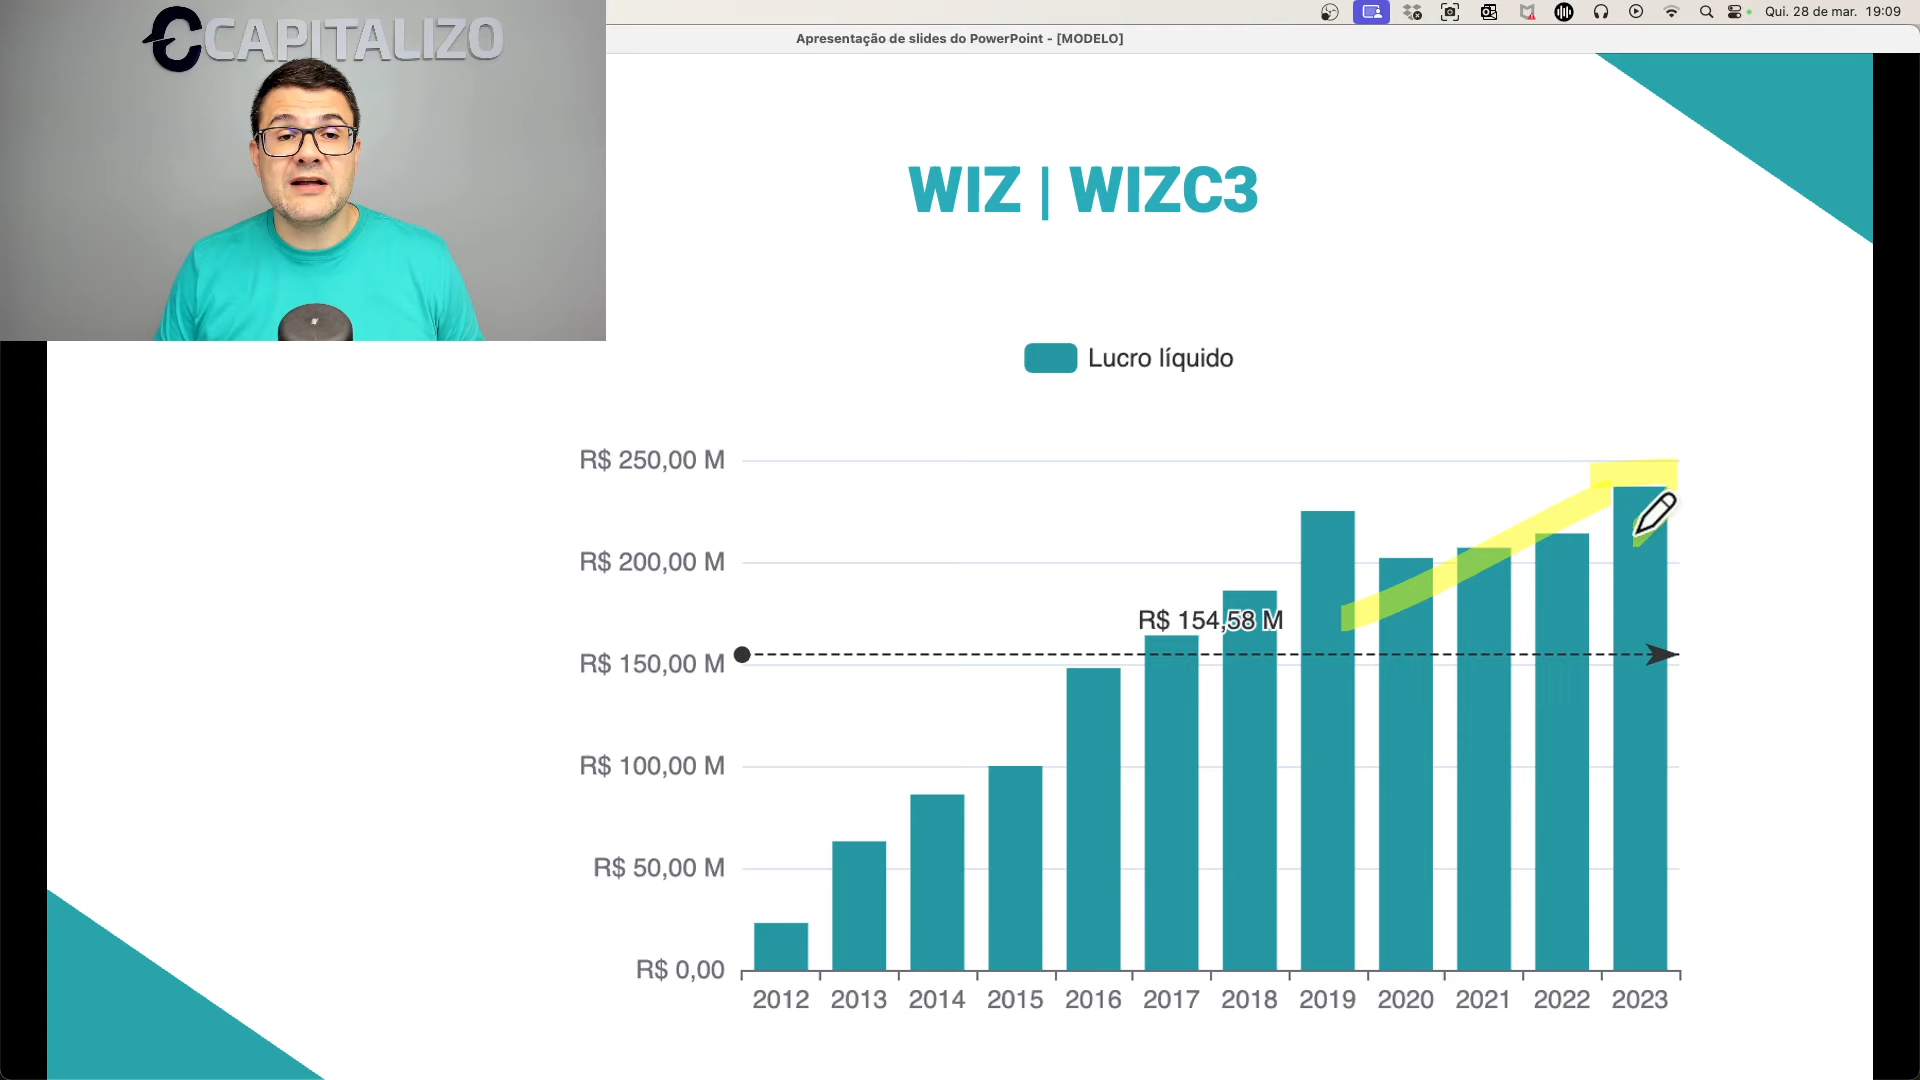 CAPITALIZO
Qui. 28 de mar. 19:09
Apresentação de slides do PowerPoint - [MODELO]
WIZ | WIZC3
Lucro líquido
R$ 250,00 M
R$ 200,00 M
R$ 154,58 M
R$ 150,00 M
R$ 100,00 M
R$ 50,00 M
R$ 0,00
2012 2013 2014 2015 2016 2017 2018 2019 2020 2021 2022 2023